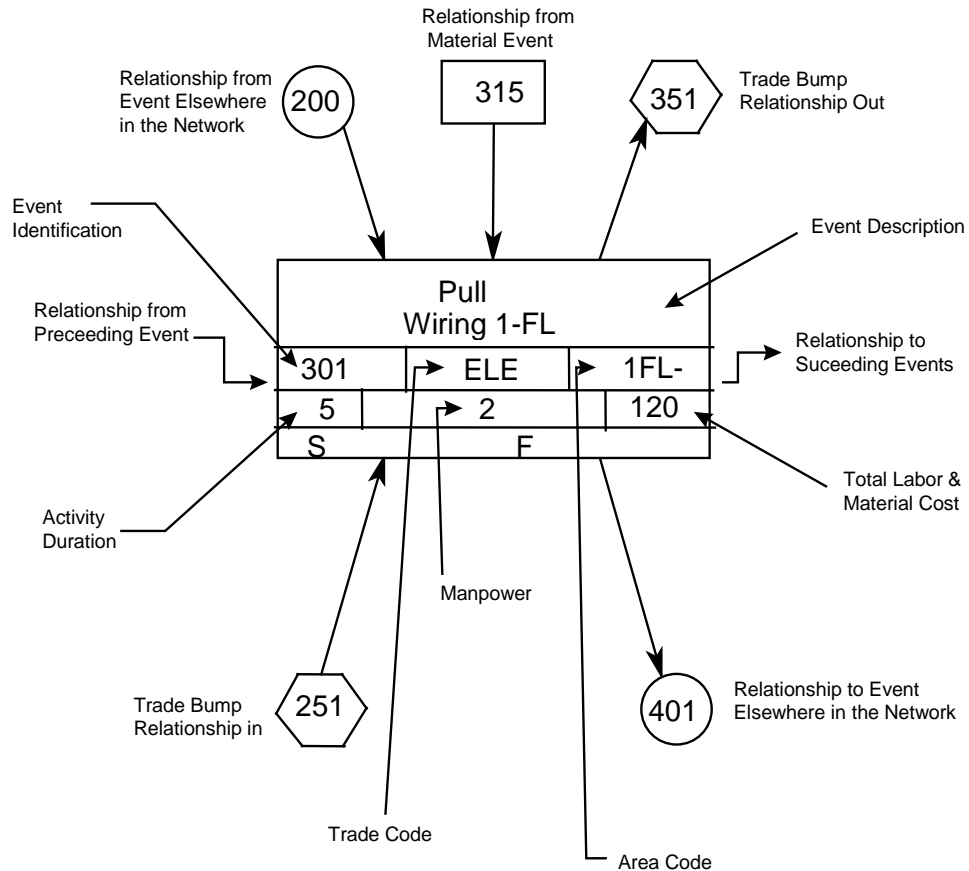 Relationship from
Material Event
Relationship from
Event Elsewhere
in the Network
200
315
351
Trade Bump
Relationship Out
Event
Identification
Event Description
Pull
Wiring 1-FL
Relationship from
Preceeding Event
Relationship to
Suceeding Events
301 ELE 1FL-
5 2 120
S F
Total Labor &
Material Cost
Activity
Duration
Manpower
Trade Bump
Relationship in
251
401
Relationship to Event
Elsewhere in the Network
Trade Code
Area Code